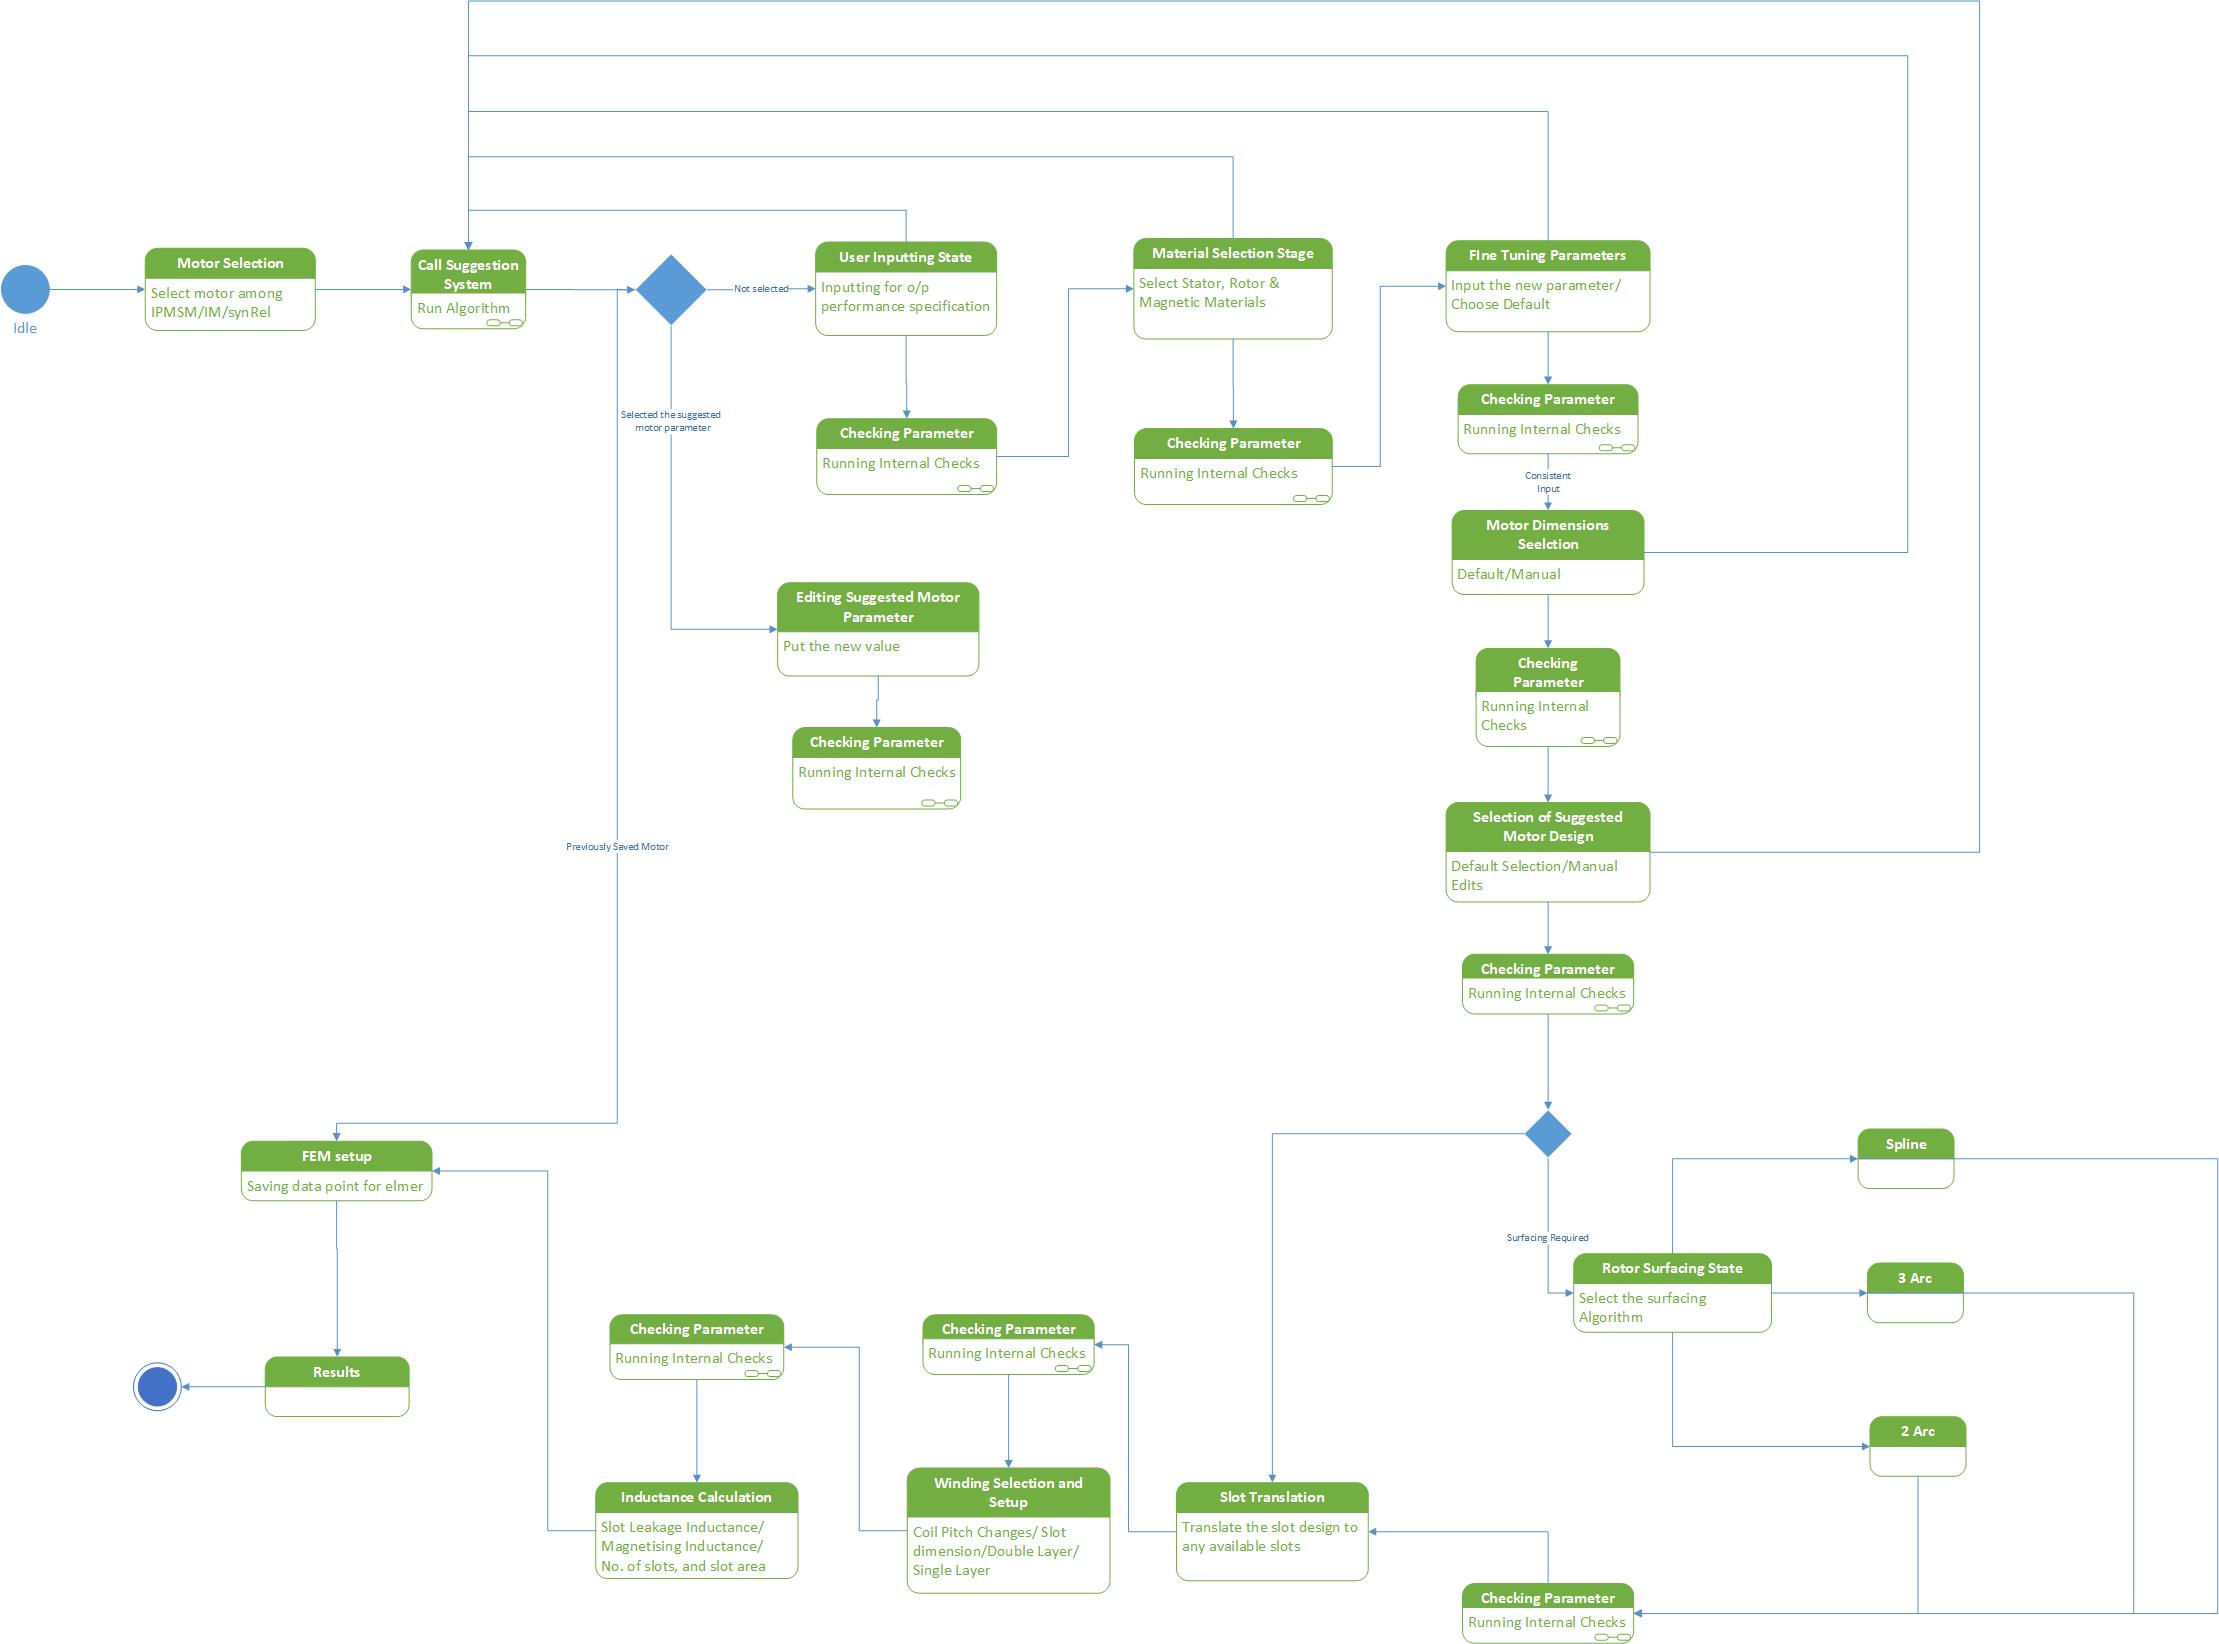 Idle
Motor Selection
Select motor among
IPMSM/IM/synRel
Call Suggestion
System
Run Algorithm
Not selected
User Inputting State
Inputting for o/p
performance specification
Material Selection Stage
Select Stator, Rotor &
Magnetic Materials
FIne Tuning Parameters
Input the new parameter/
Choose Default
Selected the suggested
motor parameter
Checking Parameter
Running Internal Checks
Checking Parameter
Running Internal Checks
Checking Parameter
Running Internal Checks
Consistent
Input
Motor Dimensions
Seelction
Default/Manual
Editing Suggested Motor
Parameter
Put the new value
Checking Parameter
Running Internal Checks
Checking
Parameter
Running Internal
Checks
Previously Saved Motor
Selection of Suggested
Motor Design
Default Selection/Manual
Edits
Checking Parameter
Running Internal Checks
FEM setup
Saving data point for elmer
Results
Surfacing Required
Rotor Surfacing State
Select the surfacing
Algorithm
Spline
3 Arc
2 Arc
Checking Parameter
Running Internal Checks
Checking Parameter
Running Internal Checks
Inductance Calculation
Slot Leakage Inductance/
Magnetising Inductance/
No. of slots, and slot area
Winding Selection and
Setup
Coil Pitch Changes/ Slot
dimension/Double Layer/
Single Layer
Slot Translation
Translate the slot design to
any available slots
Checking Parameter
Running Internal Checks